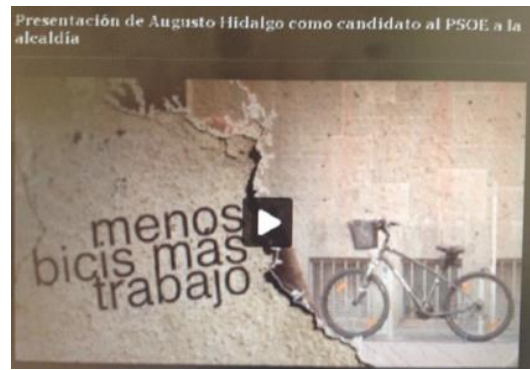 Presentación de Augusto Hidalgo como candidato al PSOE a la
alcaldía
menos
bicis más
trabajo